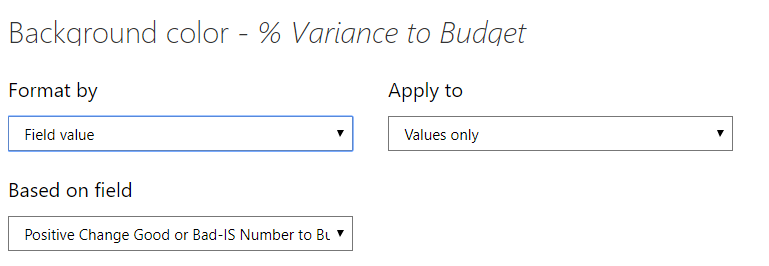 Background color - % Variance to Budget
Format by
Apply to
Field value
Values only
Based on field
Positive Change Good or Bad-IS Number to Bu